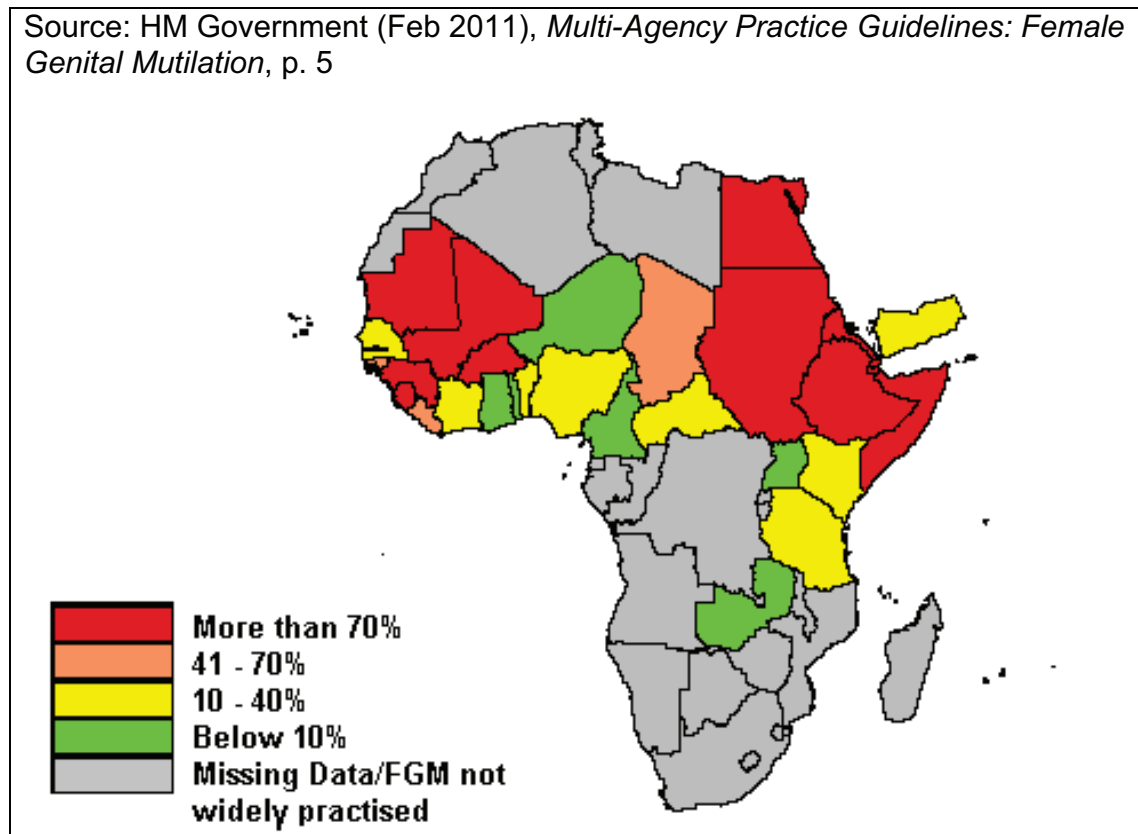 Source: HM Government (Feb 2011), Multi-Agency Practice Guidelines: Female
Genital Mutilation, p. 5
More than 70%
41 - 70%
10 - 40%
Below 10%
Missing Data/FGM not
widely practised